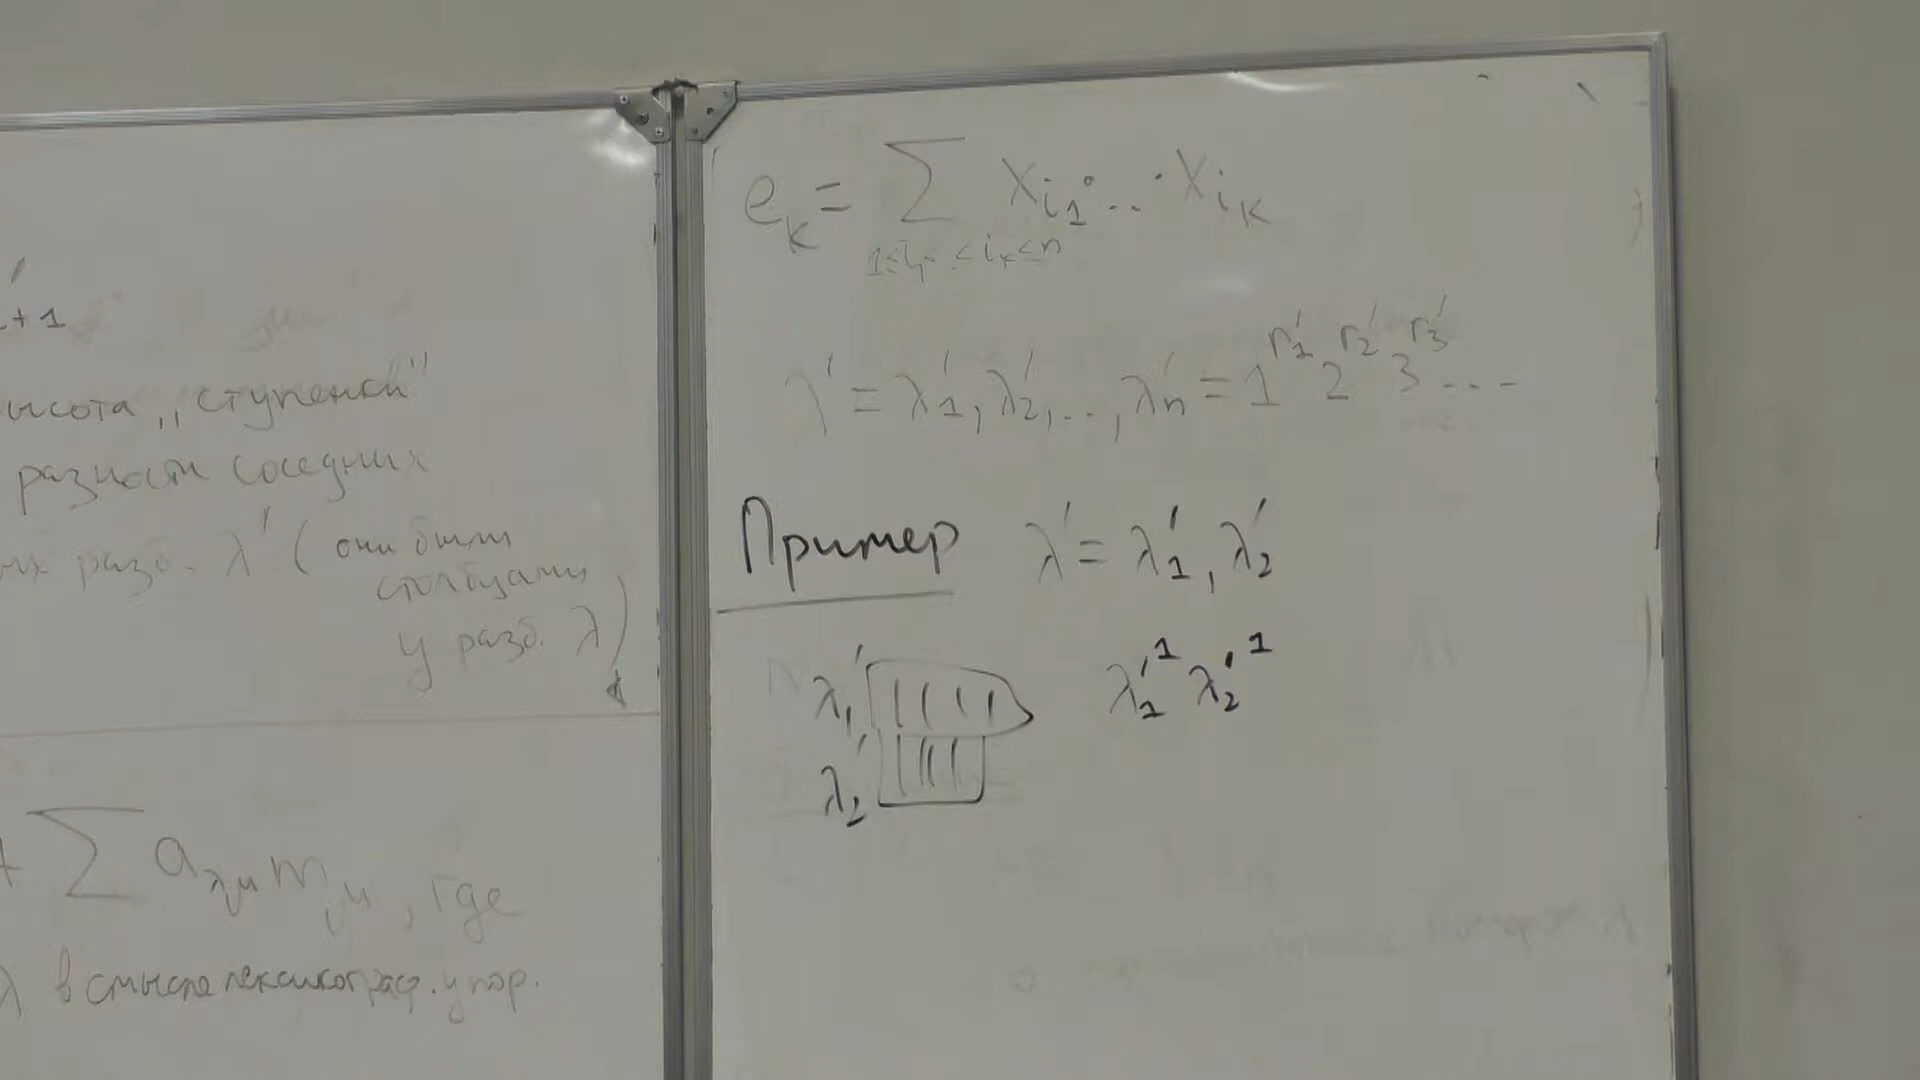 +1
ысота „ступеньки"
разности соседних
разб. λ' (они были
столбцами
у разб. λ)
+ ∑ a_{λμ} m_μ, где
λ в смысле лексикограф. упор.
e_k = ∑_{1≤i_1<...<i_k≤n} x_{i_1}·...·x_{i_k}
λ' = λ'_1, λ'_2, ..., λ'_n = 1^{r'_1} 2^{r'_2} 3^{r'_3} ...
Пример λ' = λ'_1, λ'_2
λ'_1 λ'_1^1 λ'_2^1
λ'_2